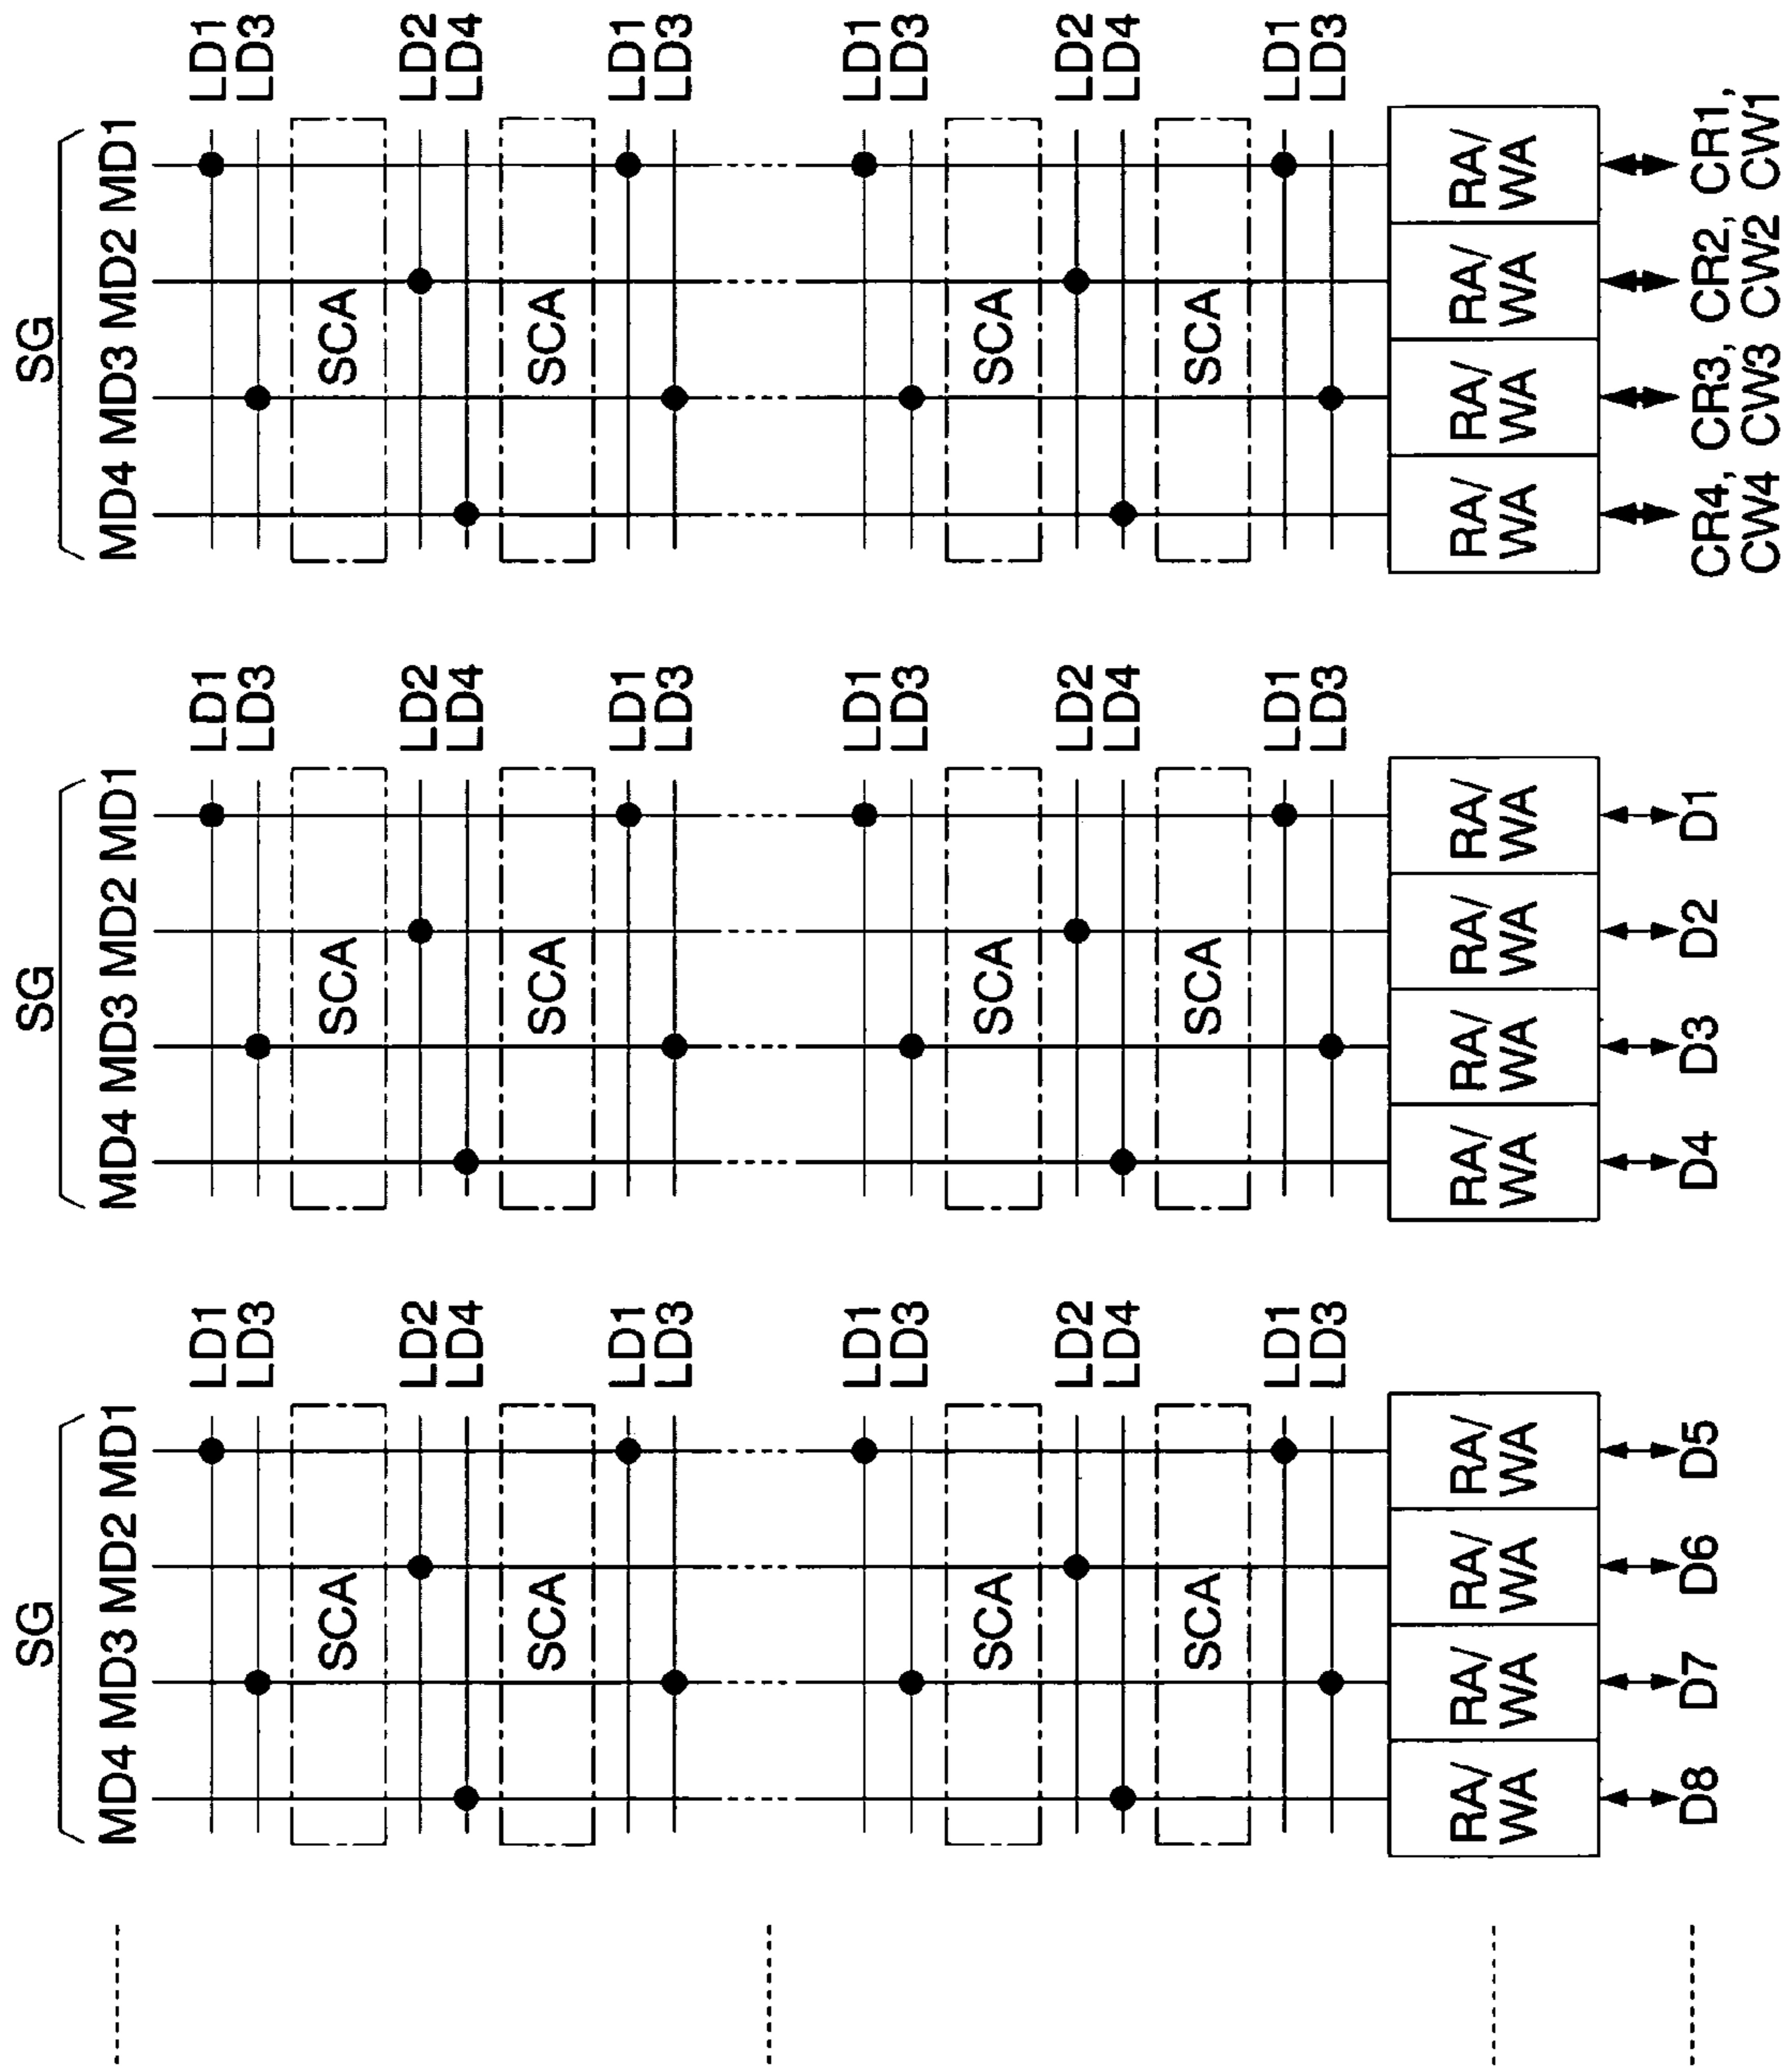 SG SG SG
MD4 MD3 MD2 MD1 MD4 MD3 MD2 MD1 MD4 MD3 MD2 MD1
LD1 LD1 LD1
LD3 LD3 LD3
SCA SCA SCA
LD2 LD2 LD2
LD4 LD4 LD4
SCA SCA SCA
LD1 LD1 LD1
LD3 LD3 LD3
LD1 LD1 LD1
LD3 LD3 LD3
SCA SCA SCA
LD2 LD2 LD2
LD4 LD4 LD4
SCA SCA SCA
LD1 LD1 LD1
LD3 LD3 LD3
RA/ RA/ RA/ RA/ RA/ RA/ RA/ RA/ RA/ RA/ RA/ RA/
WA WA WA WA WA WA WA WA WA WA WA WA
D8 D7 D6 D5 D4 D3 D2 D1 CR4, CR3, CR2, CR1,
CW4 CW3 CW2 CW1